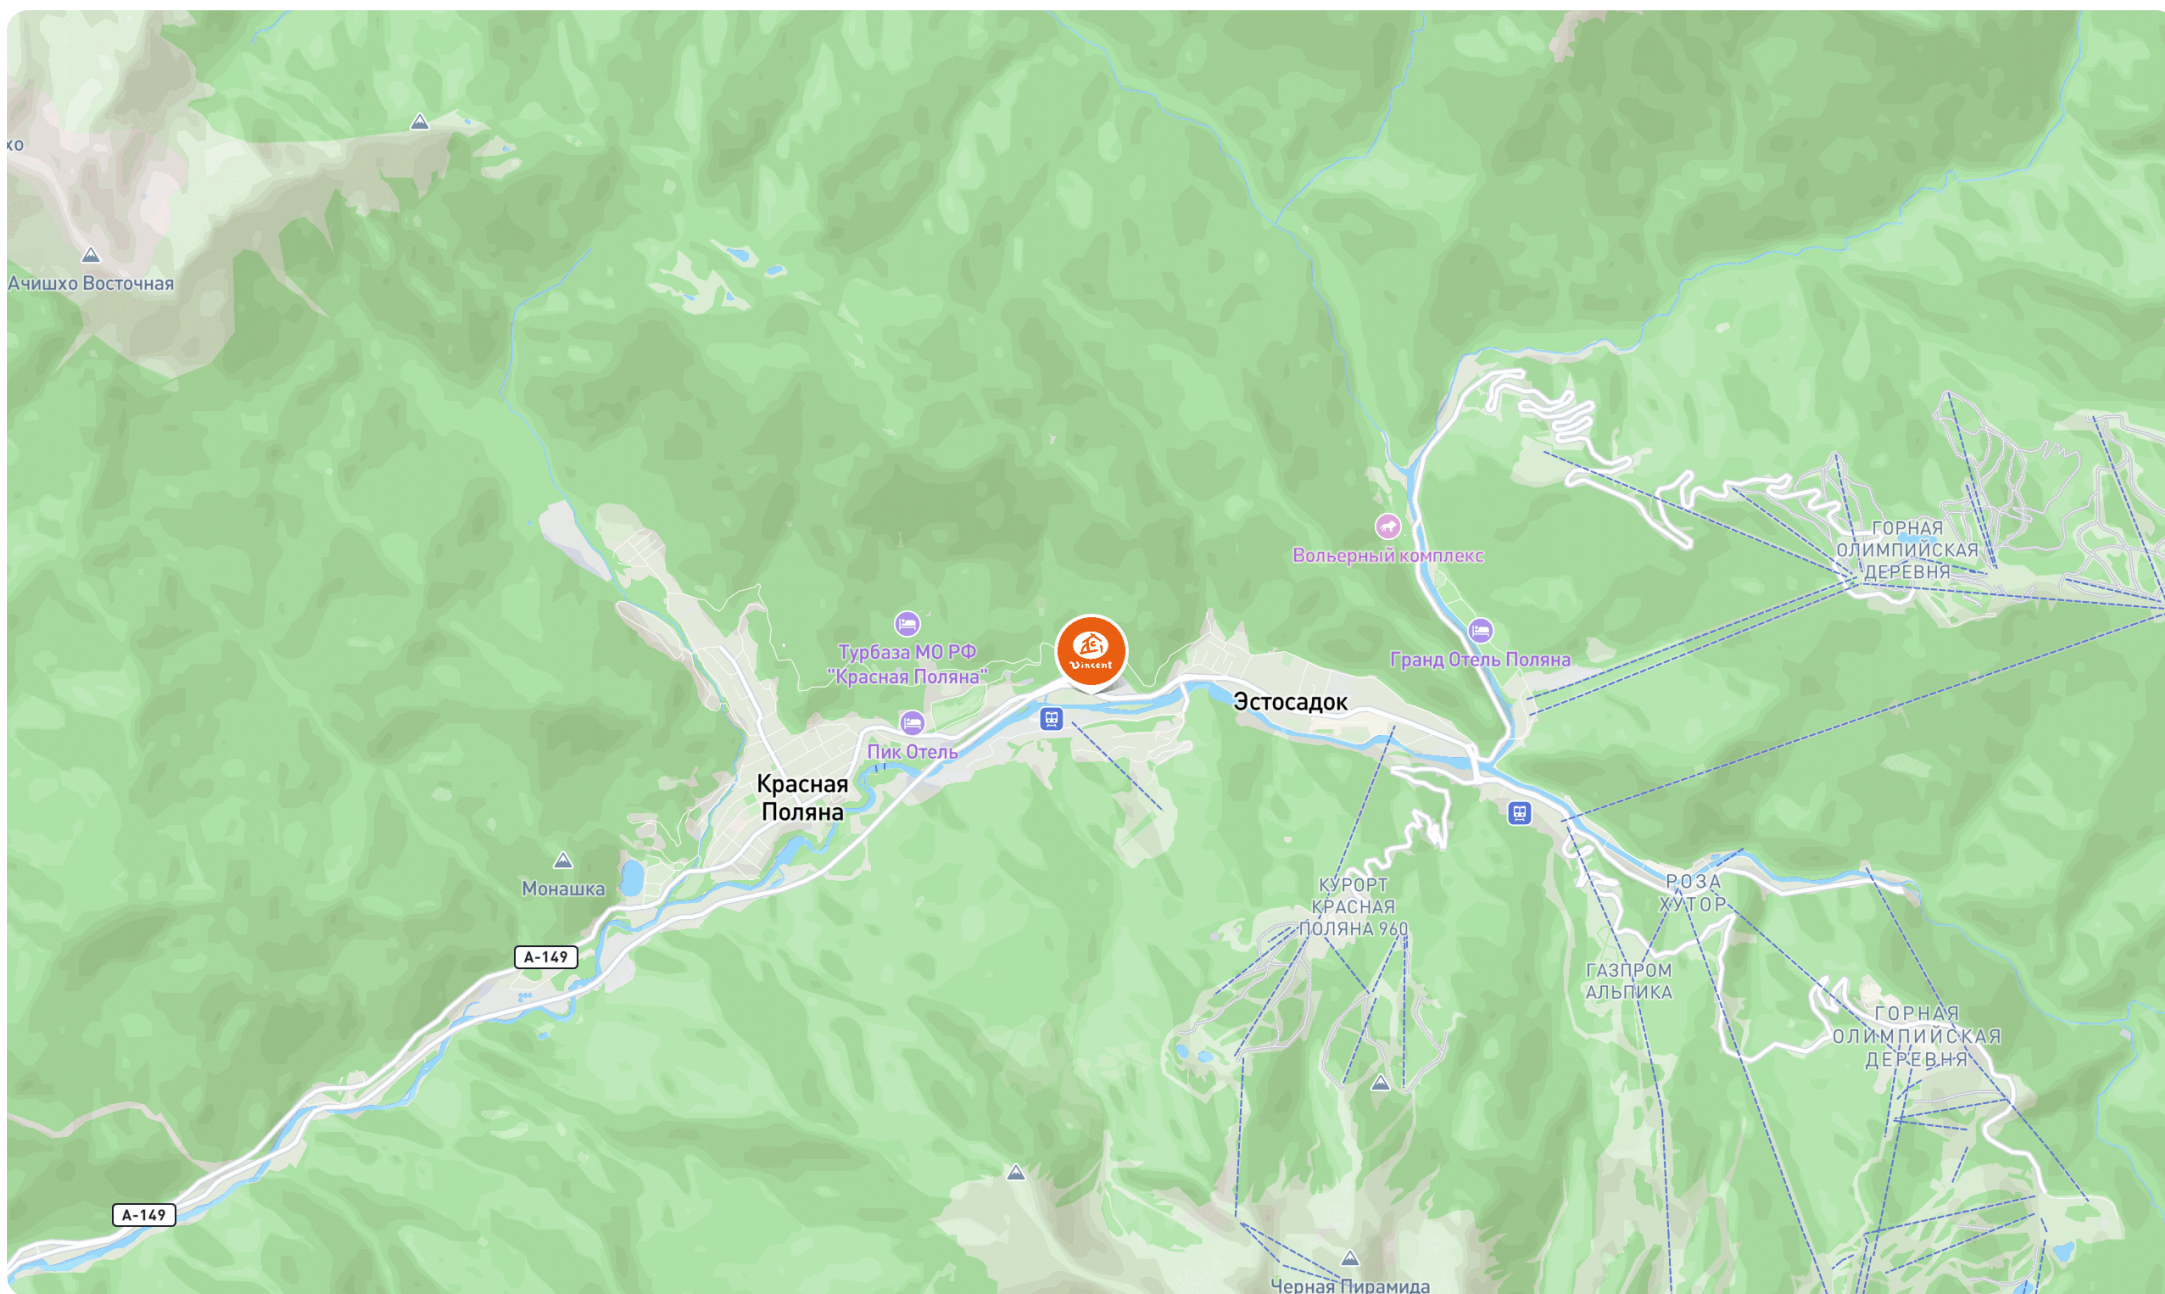 хо
Ачишхо Восточная
ГОРНАЯ
ОЛИМПИЙСКАЯ
ДЕРЕВНЯ
Вольерный комплекс
Турбаза МО РФ
"Красная Поляна"
Vincent
Гранд Отель Поляна
Эстосадок
Пик Отель
Красная
Поляна
Монашка
КУРОРТ
КРАСНАЯ
ПОЛЯНА 960
РОЗА
ХУТОР
А-149
ГАЗПРОМ
АЛЬПИКА
ГОРНАЯ
ОЛИМПИЙСКАЯ
ДЕРЕВНЯ
А-149
Черная Пирамида